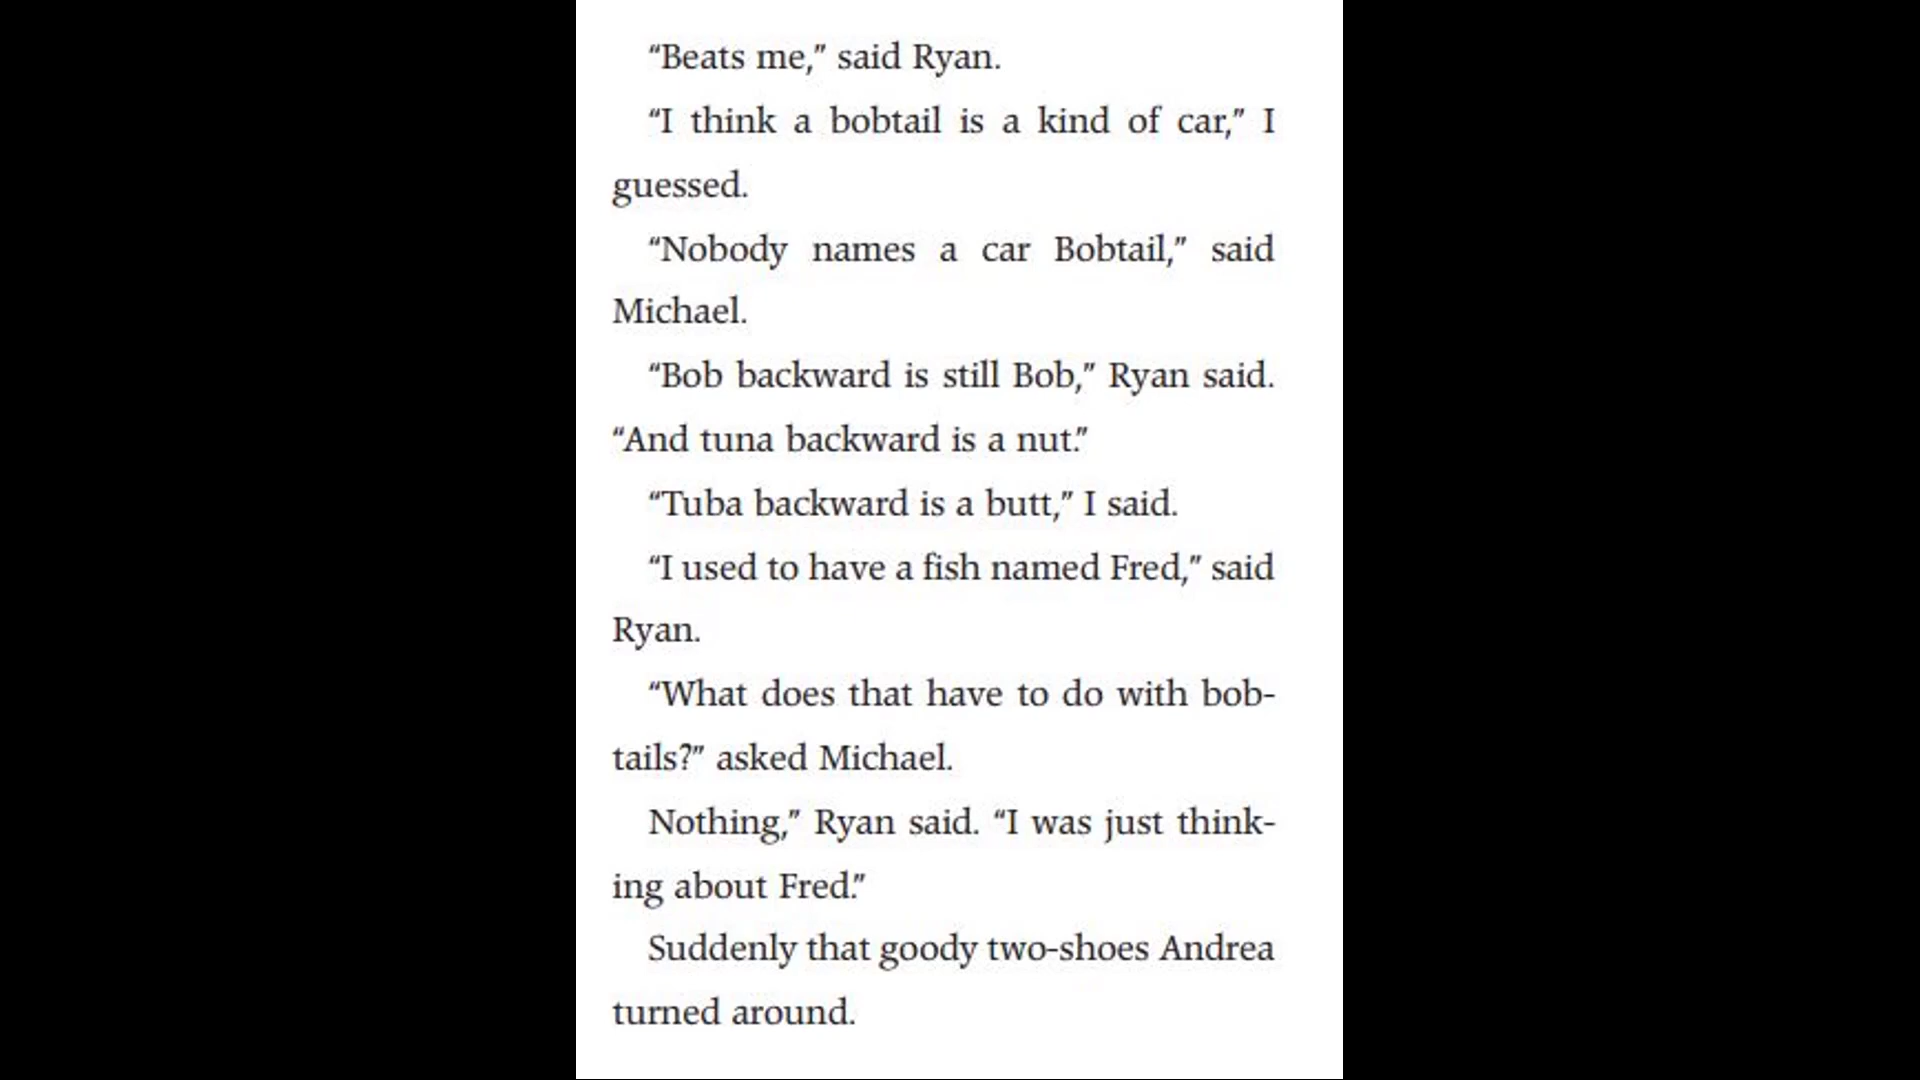 “Beats me,” said Ryan.
“I think a bobtail is a kind of car,” I
guessed.
“Nobody names a car Bobtail,” said
Michael.
“Bob backward is still Bob,” Ryan said.
“And tuna backward is a nut.”
“Tuba backward is a butt,” I said.
“I used to have a fish named Fred,” said
Ryan.
“What does that have to do with bob-
tails?” asked Michael.
Nothing,” Ryan said. “I was just think-
ing about Fred.”
Suddenly that goody two-shoes Andrea
turned around.